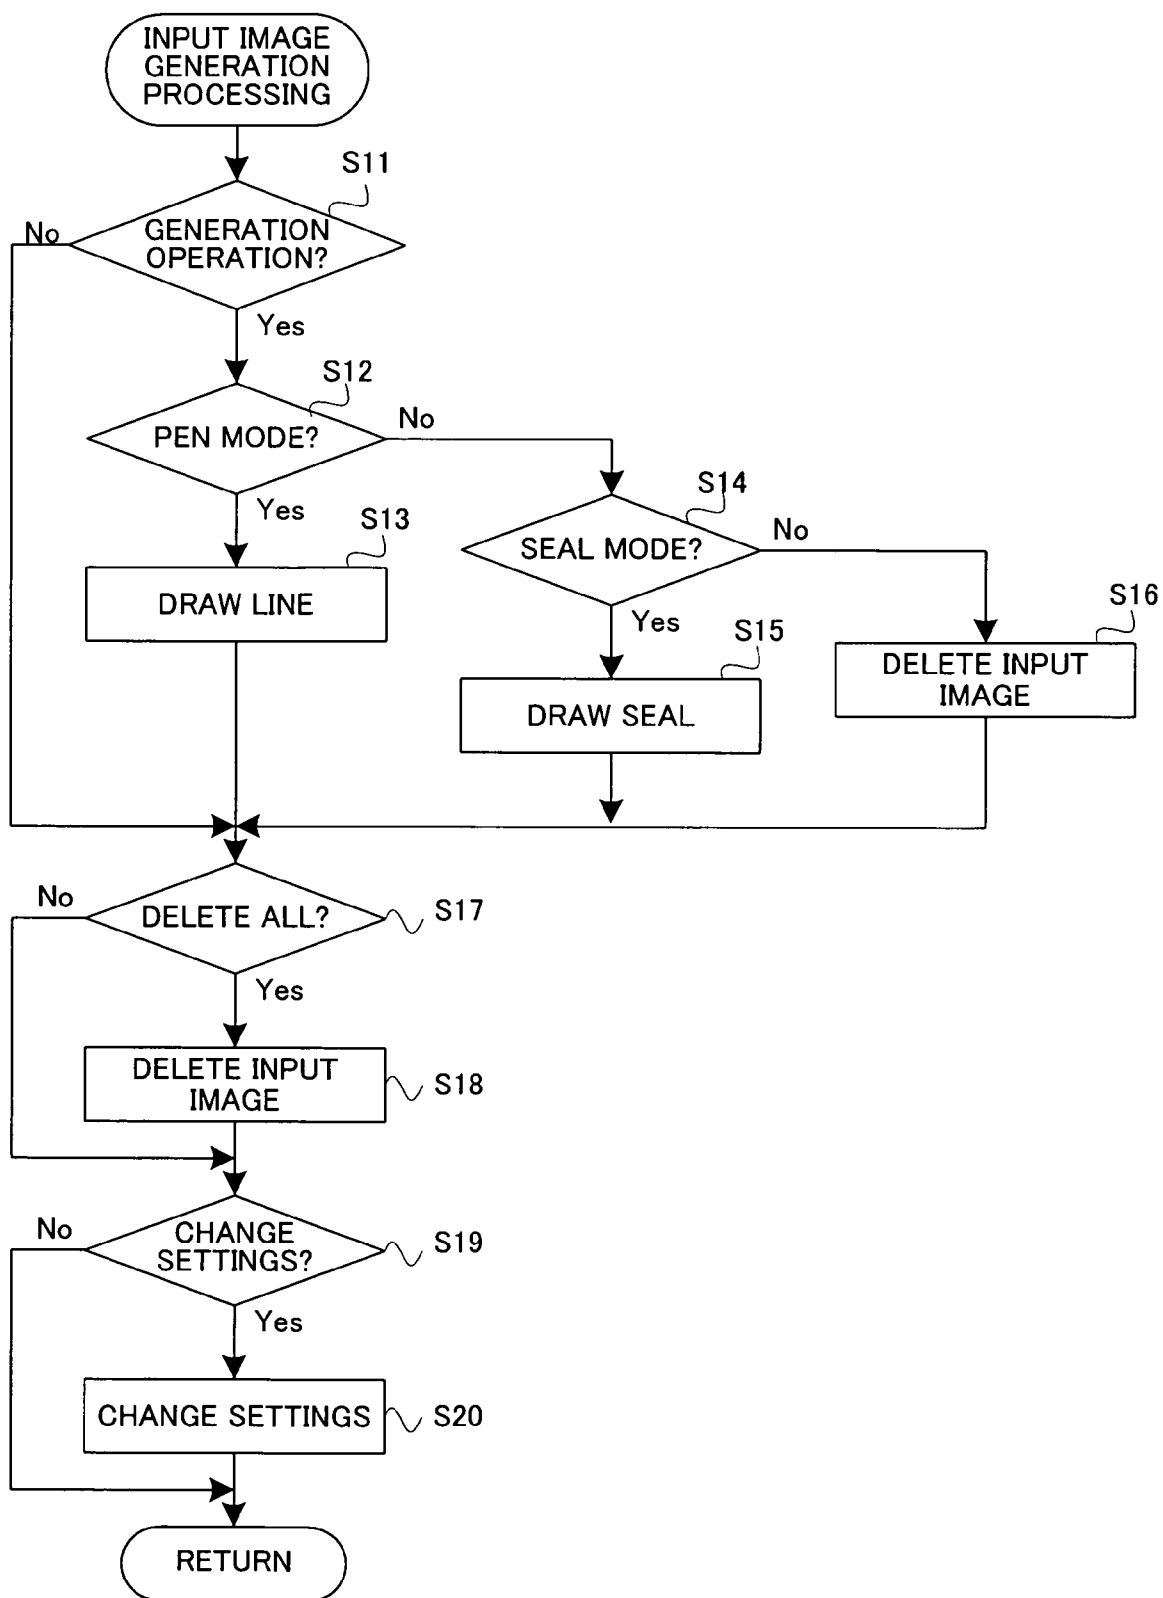 INPUT IMAGE
GENERATION
PROCESSING
S11
No
GENERATION
OPERATION?
Yes
S12
No
PEN MODE?
Yes
S14
No
SEAL MODE?
S13
DRAW LINE
Yes
S16
DELETE INPUT
IMAGE
S15
DRAW SEAL
No
DELETE ALL?
S17
Yes
DELETE INPUT
IMAGE
S18
No
CHANGE
SETTINGS?
S19
Yes
CHANGE SETTINGS
S20
RETURN